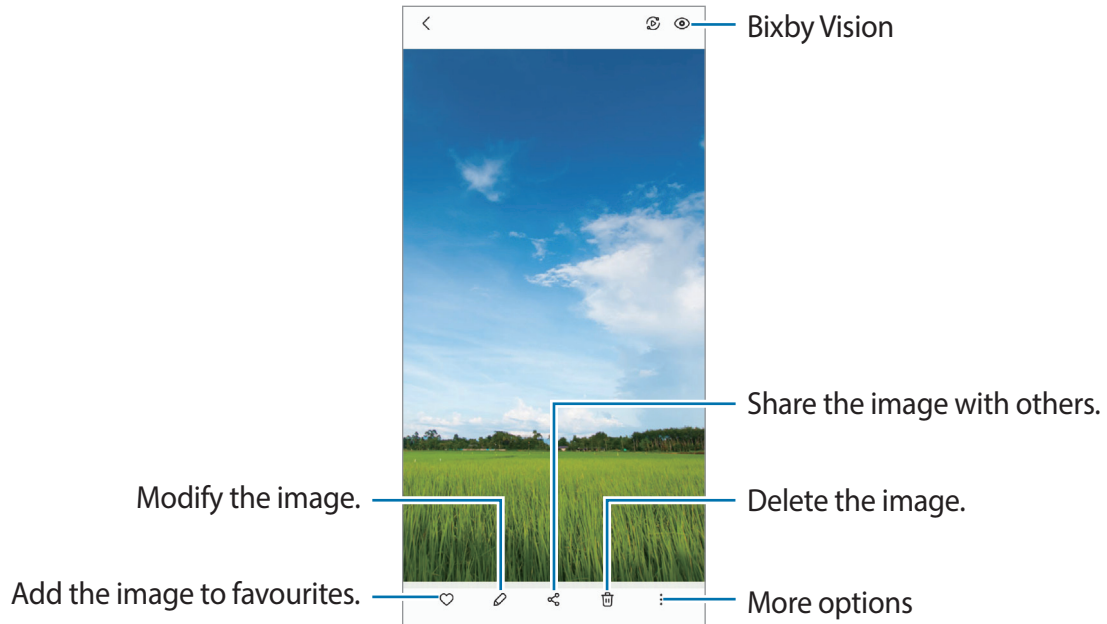 Bixby Vision
Share the image with others.
Modify the image.
Delete the image.
Add the image to favourites.
More options